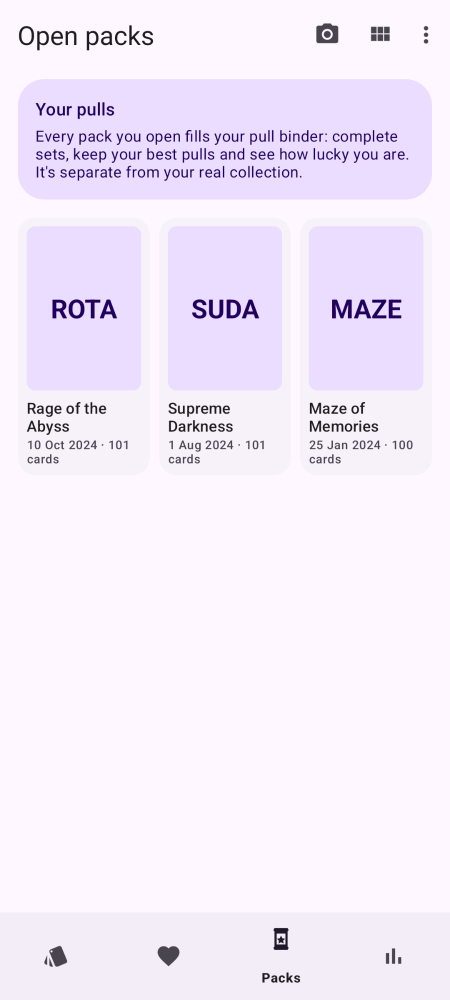 Open packs
Your pulls
Every pack you open fills your pull binder: complete
sets, keep your best pulls and see how lucky you are.
It's separate from your real collection.
ROTA
Rage of the
Abyss
10 Oct 2024 · 101
cards
SUDA
Supreme
Darkness
1 Aug 2024 · 101
cards
MAZE
Maze of
Memories
25 Jan 2024 · 100
cards
Packs